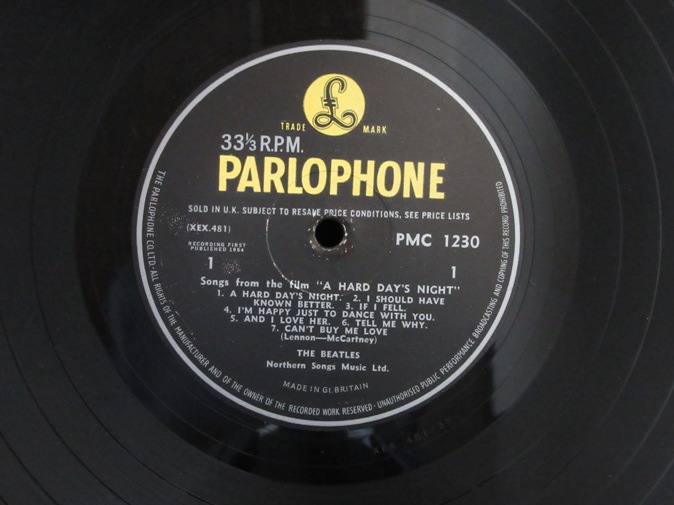 £
TRADE MARK
33⅓ R.P.M.
PARLOPHONE
SOLD IN U.K. SUBJECT TO RESALE PRICE CONDITIONS, SEE PRICE LISTS
(XEX.481)
PMC 1230
RECORDING FIRST
PUBLISHED 1964
1
1
Songs from the film "A HARD DAY'S NIGHT"
1. A HARD DAY'S NIGHT. 2. I SHOULD HAVE
KNOWN BETTER. 3. IF I FELL.
4. I'M HAPPY JUST TO DANCE WITH YOU.
5. AND I LOVE HER. 6. TELL ME WHY.
7. CAN'T BUY ME LOVE
(Lennon—McCartney)
THE BEATLES
Northern Songs Music Ltd.
MADE IN Gt. BRITAIN
THE PARLOPHONE CO. LTD. · ALL RIGHTS OF THE MANUFACTURER AND OF THE OWNER OF THE RECORDED WORK RESERVED · UNAUTHORISED PUBLIC PERFORMANCE BROADCASTING AND COPYING OF THIS RECORD PROHIBITED